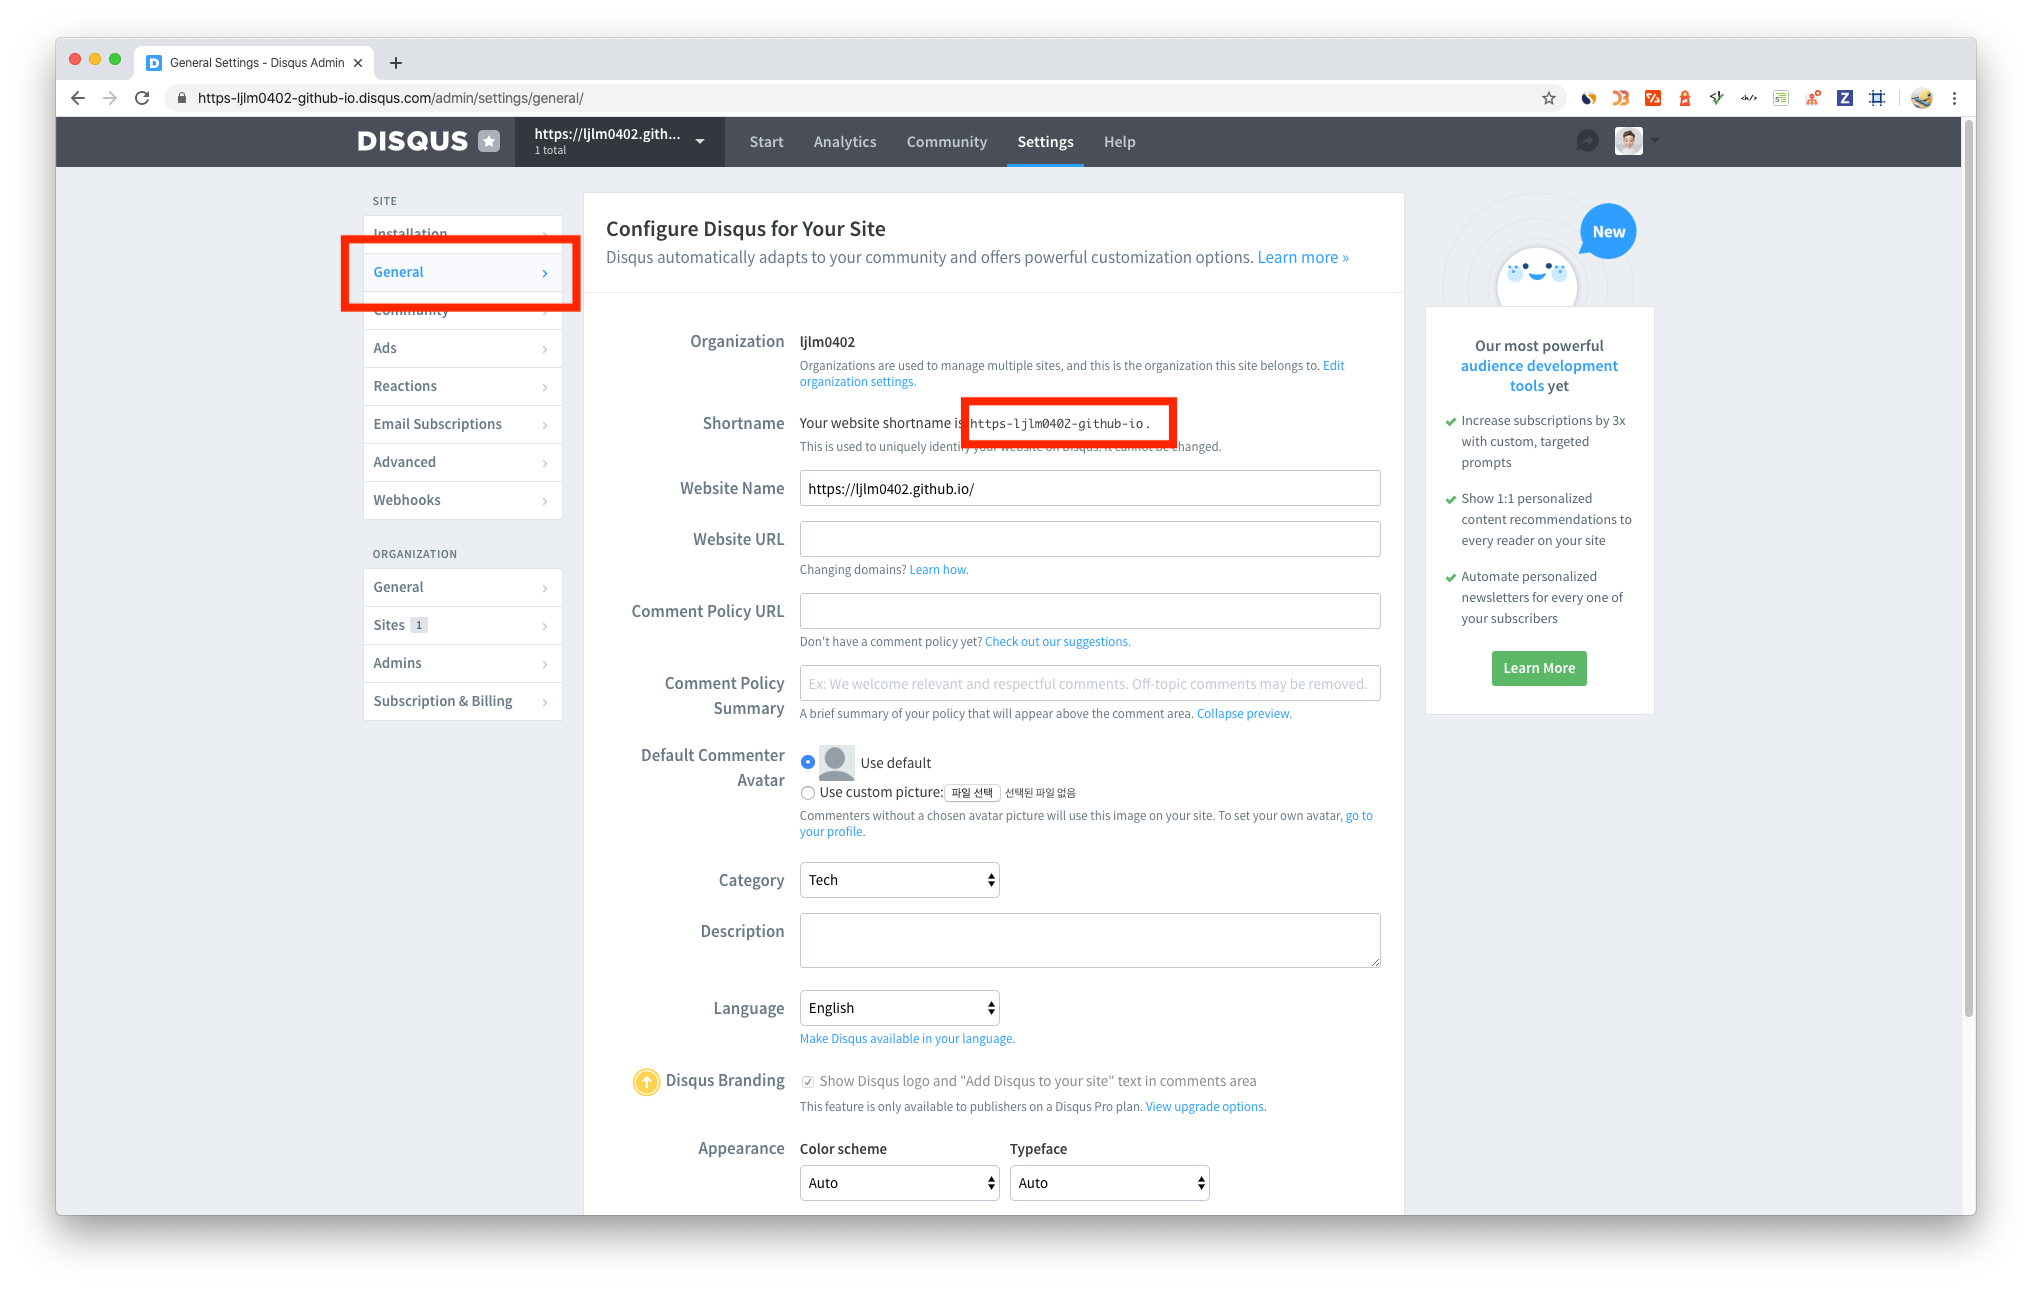 General Settings - Disqus Admin
https-ljlm0402-github-io.disqus.com/admin/settings/general/
DISQUS
https://ljlm0402.gith...
1 total
Start Analytics Community Settings Help
SITE
Installation
General
Community
Ads
Reactions
Email Subscriptions
Advanced
Webhooks
ORGANIZATION
General
Sites 1
Admins
Subscription & Billing
Configure Disqus for Your Site
Disqus automatically adapts to your community and offers powerful customization options. Learn more »
Organization ljlm0402
Organizations are used to manage multiple sites, and this is the organization this site belongs to. Edit
organization settings.
Shortname Your website shortname is https-ljlm0402-github-io.
This is used to uniquely identify your website on Disqus. It cannot be changed.
Website Name https://ljlm0402.github.io/
Website URL
Changing domains? Learn how.
Comment Policy URL
Don't have a comment policy yet? Check out our suggestions.
Comment Policy
Summary
Ex: We welcome relevant and respectful comments. Off-topic comments may be removed.
A brief summary of your policy that will appear above the comment area. Collapse preview.
Default Commenter
Avatar
Use default
Use custom picture: 파일 선택 선택된 파일 없음
Commenters without a chosen avatar picture will use this image on your site. To set your own avatar, go to
your profile.
Category Tech
Description
Language English
Make Disqus available in your language.
Disqus Branding Show Disqus logo and "Add Disqus to your site" text in comments area
This feature is only available to publishers on a Disqus Pro plan. View upgrade options.
Appearance Color scheme Typeface
Auto Auto
New
Our most powerful
audience development
tools yet
Increase subscriptions by 3x
with custom, targeted
prompts
Show 1:1 personalized
content recommendations to
every reader on your site
Automate personalized
newsletters for every one of
your subscribers
Learn More